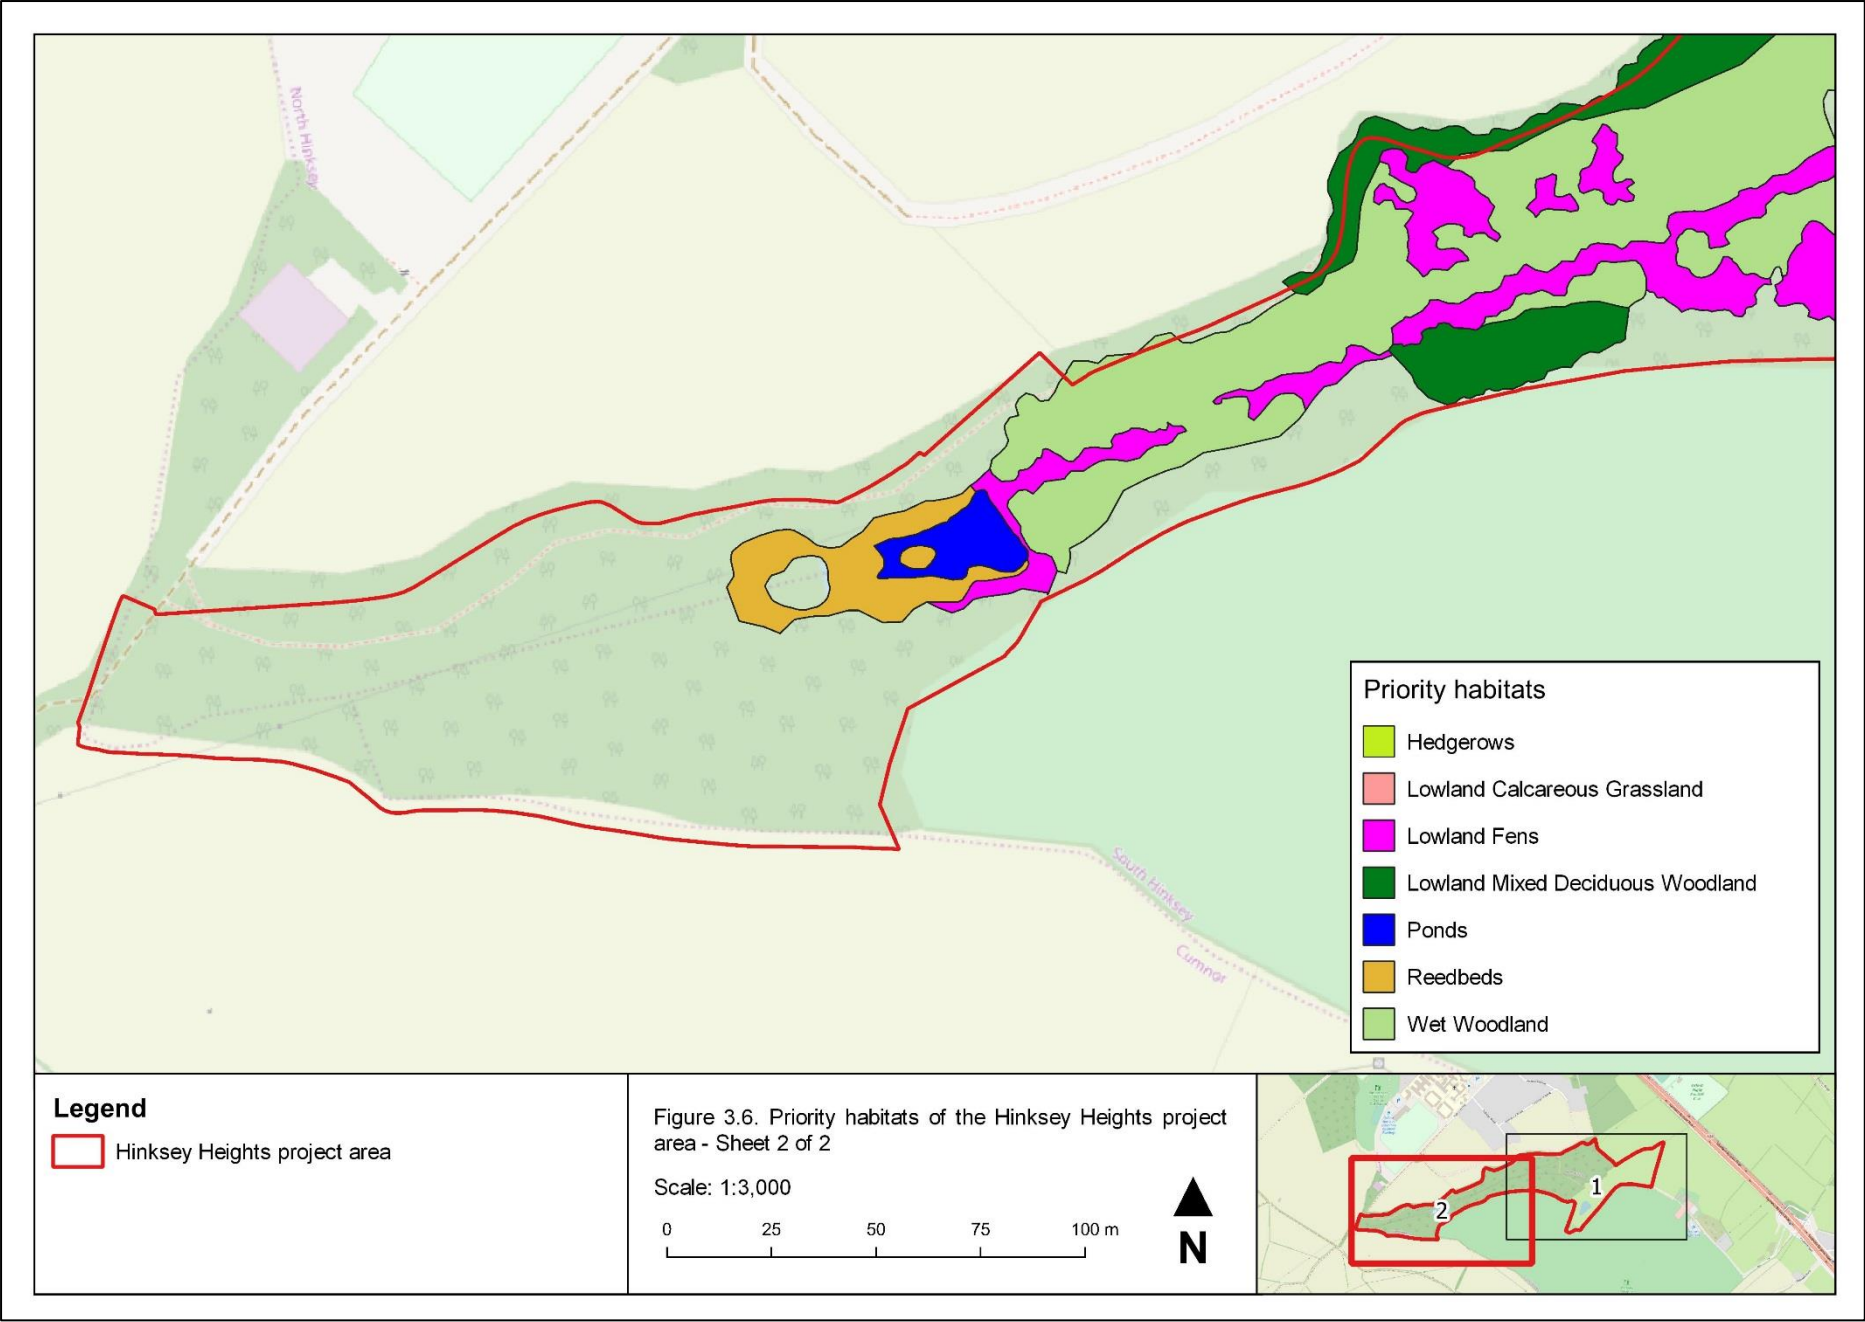 North Hinksey
South Hinksey
Cumnor
Priority habitats
Hedgerows
Lowland Calcareous Grassland
Lowland Fens
Lowland Mixed Deciduous Woodland
Ponds
Reedbeds
Wet Woodland
Legend
Hinksey Heights project area
Figure 3.6. Priority habitats of the Hinksey Heights project
area - Sheet 2 of 2
Scale: 1:3,000
0 25 50 75 100 m
N
1
2